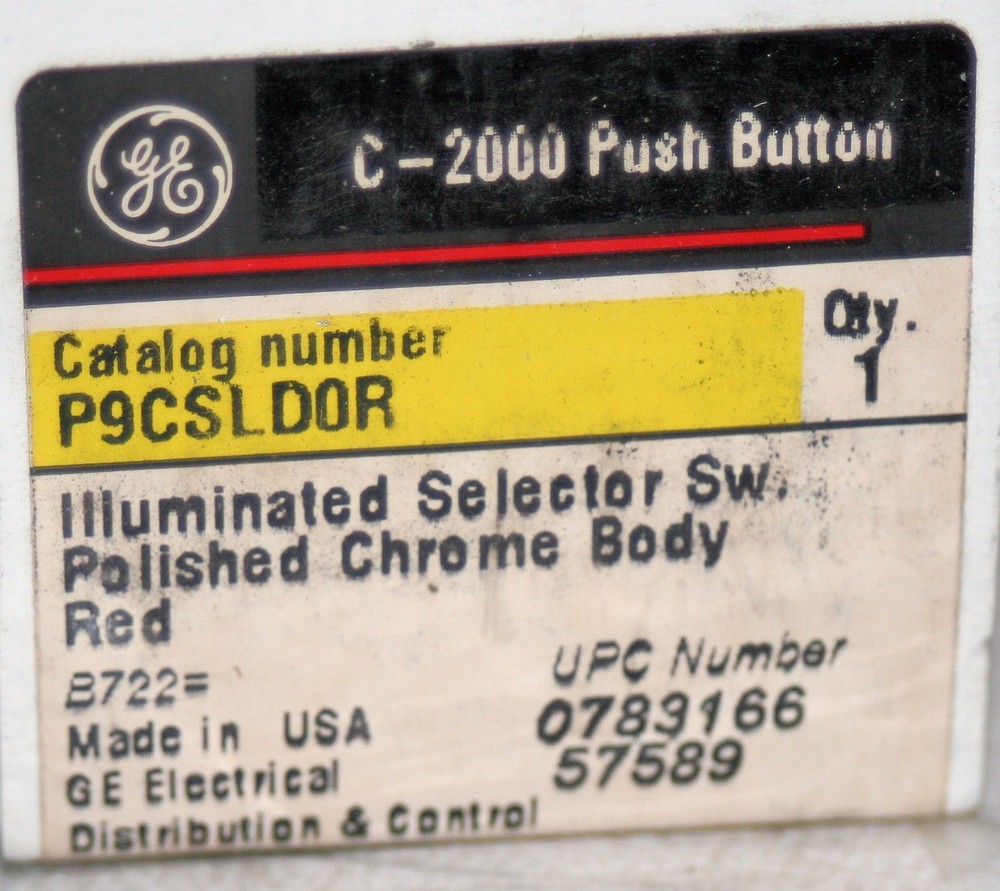 GE
C-2000 Push Button
Catalog number
P9CSLD0R
Qty.
1
Illuminated Selector Sw.
Polished Chrome Body
Red
B722=
Made in USA
GE Electrical
Distribution & Control
UPC Number
0783166
57589